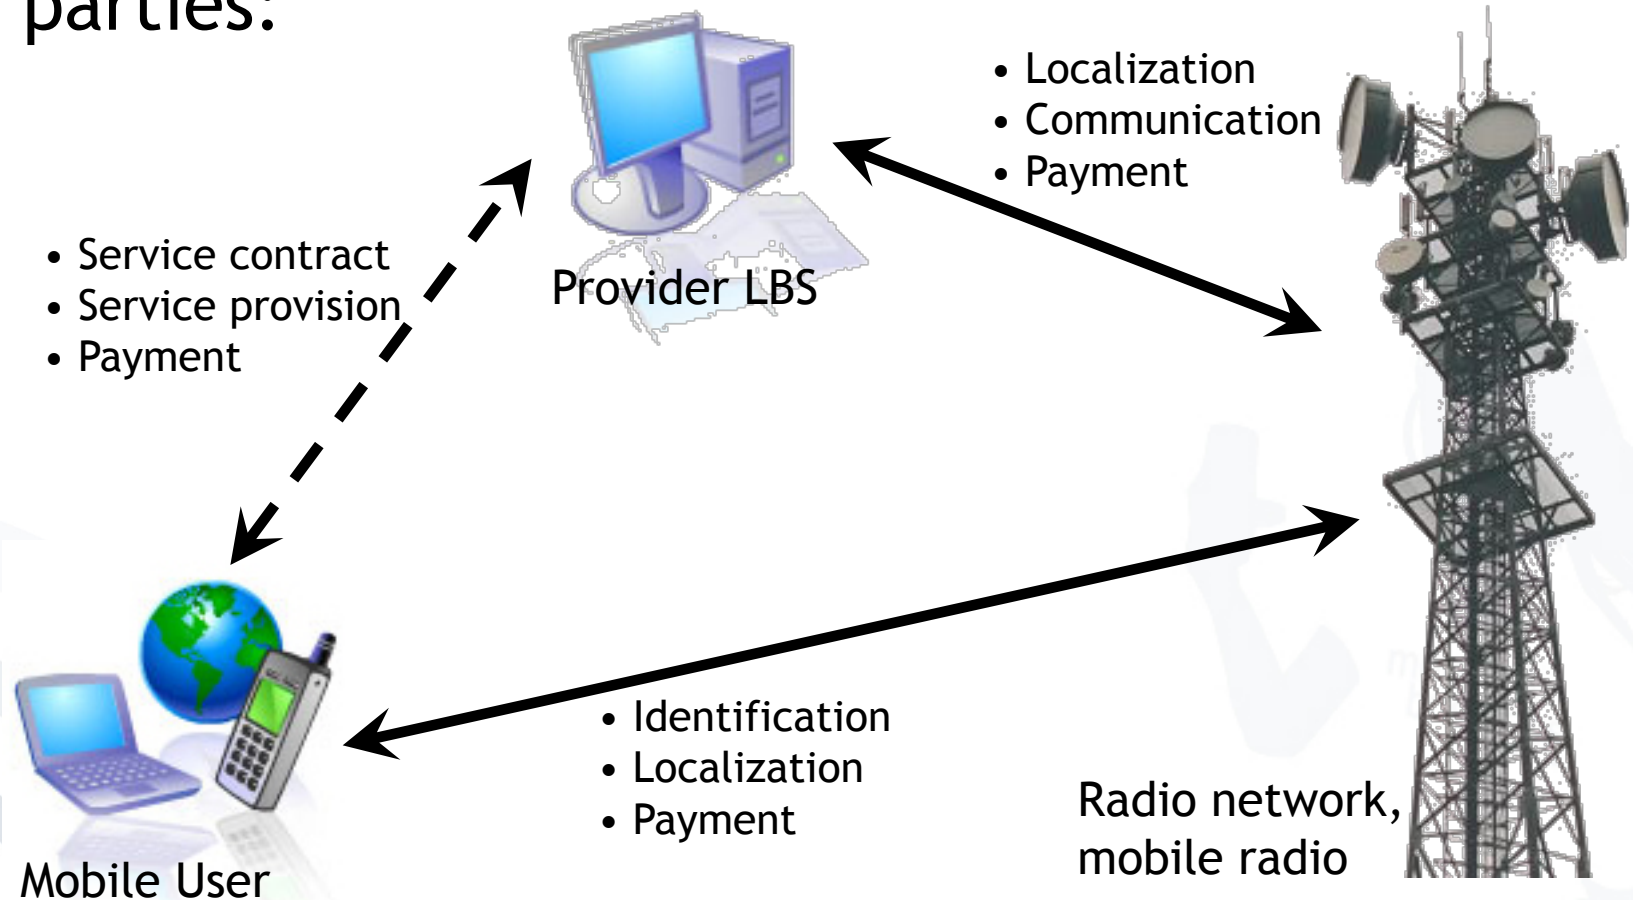 parties:
• Localization
• Communication
• Payment
• Service contract
• Service provision
• Payment
Provider LBS
• Identification
• Localization
• Payment
Radio network,
mobile radio
Mobile User